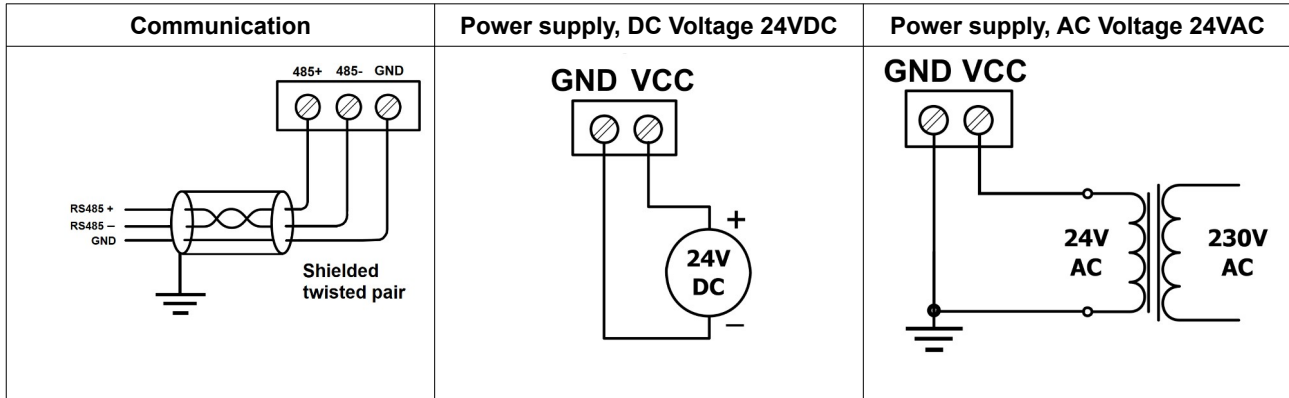 Communication
Power supply, DC Voltage 24VDC
Power supply, AC Voltage 24VAC
485+ 485- GND
RS485 +
RS485 –
GND
Shielded
twisted pair
GND VCC
+
24V
DC
–
GND VCC
24V
AC
230V
AC